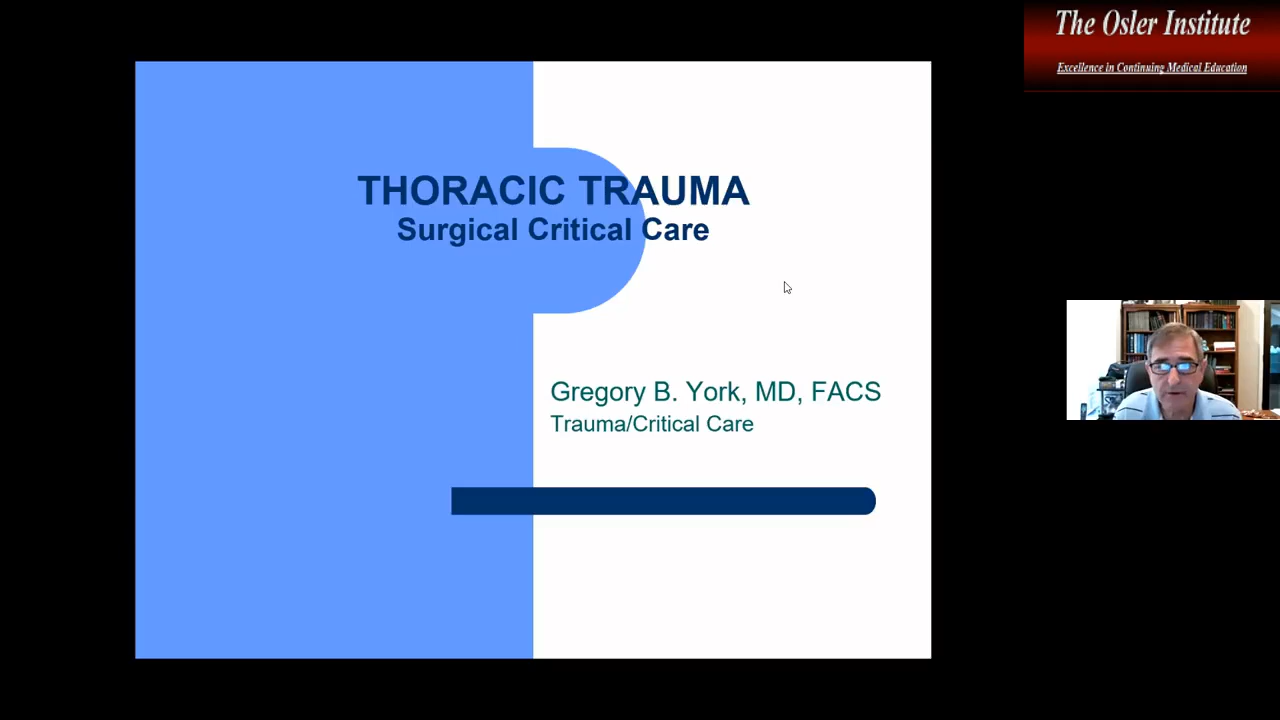 The Osler Institute
Excellence in Continuing Medical Education
THORACIC TRAUMA
Surgical Critical Care
Gregory B. York, MD, FACS
Trauma/Critical Care